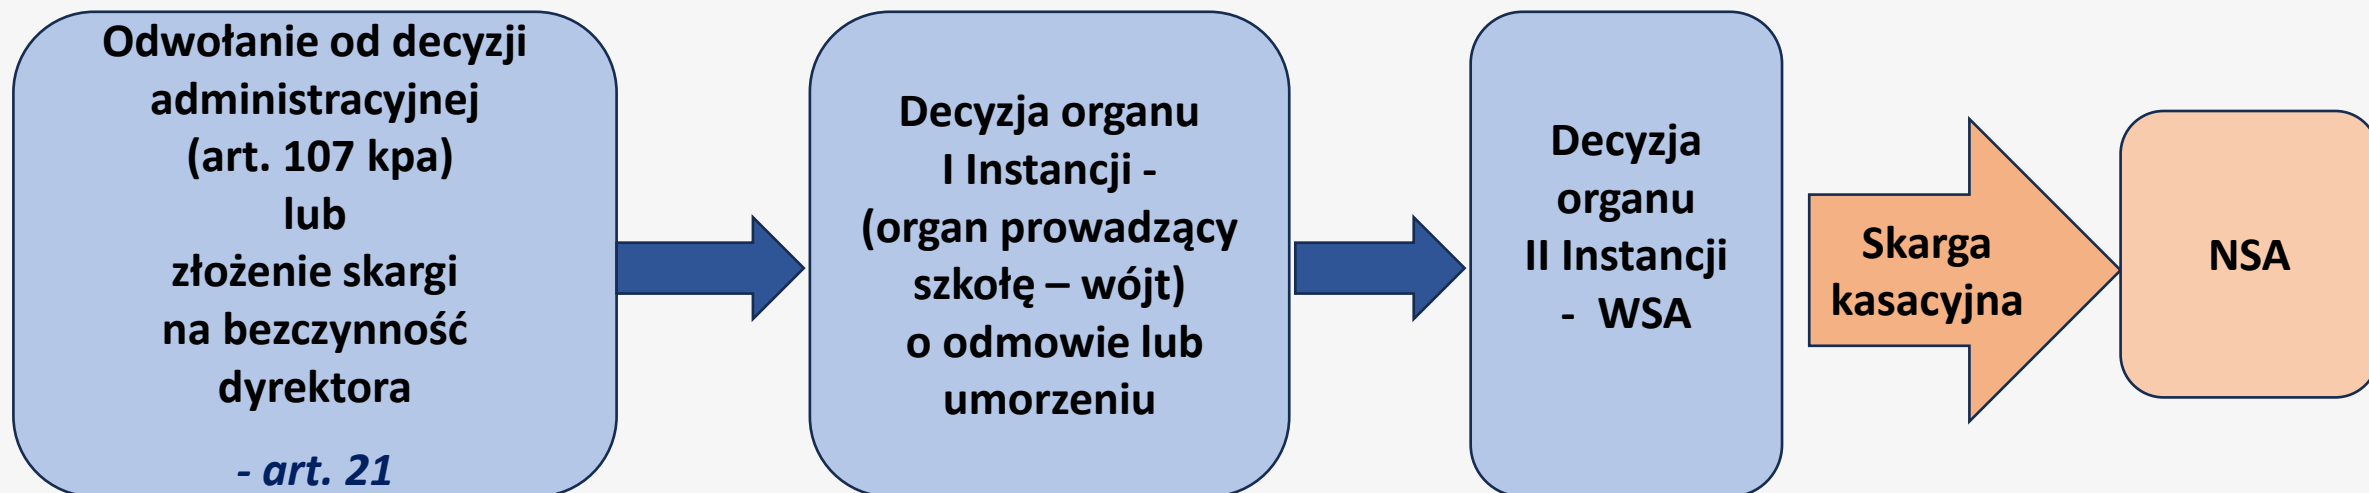 Odwołanie od decyzji
administracyjnej
(art. 107 kpa)
lub
złożenie skargi
na bezczynność
dyrektora
- art. 21
Decyzja organu
I Instancji -
(organ prowadzący
szkołę – wójt)
o odmowie lub
umorzeniu
Decyzja
organu
II Instancji
- WSA
Skarga
kasacyjna
NSA